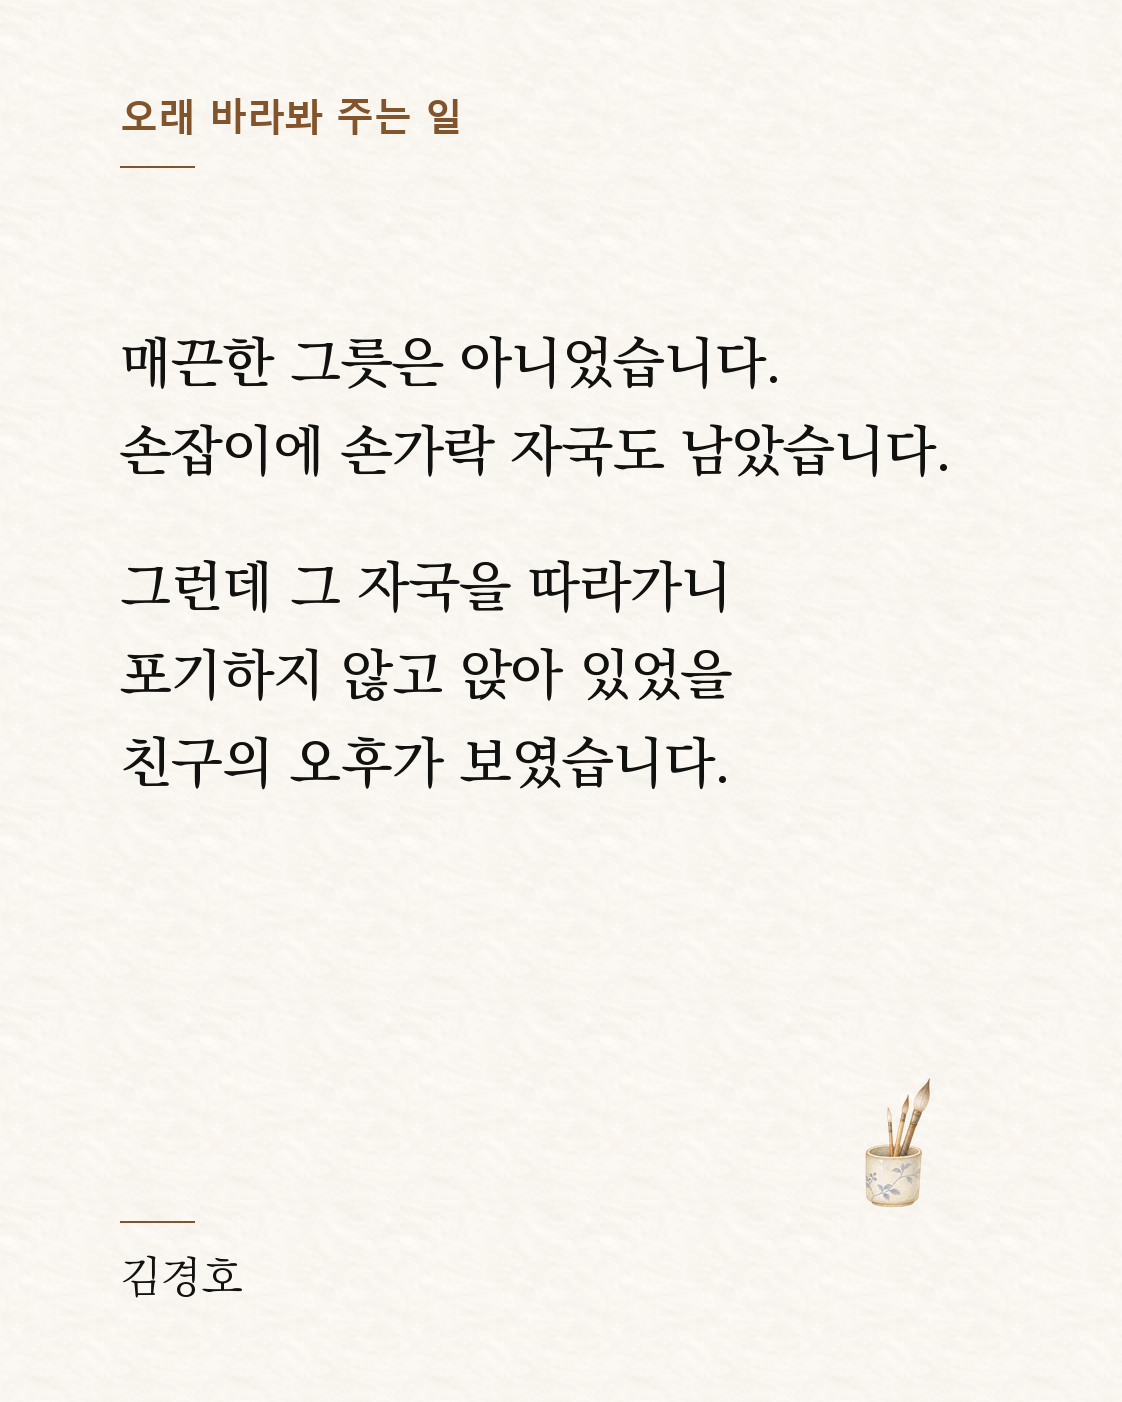 오래 바라봐 주는 일
매끈한 그릇은 아니었습니다.
손잡이에 손가락 자국도 남았습니다.
그런데 그 자국을 따라가니
포기하지 않고 앉아 있었을
친구의 오후가 보였습니다.
김경호